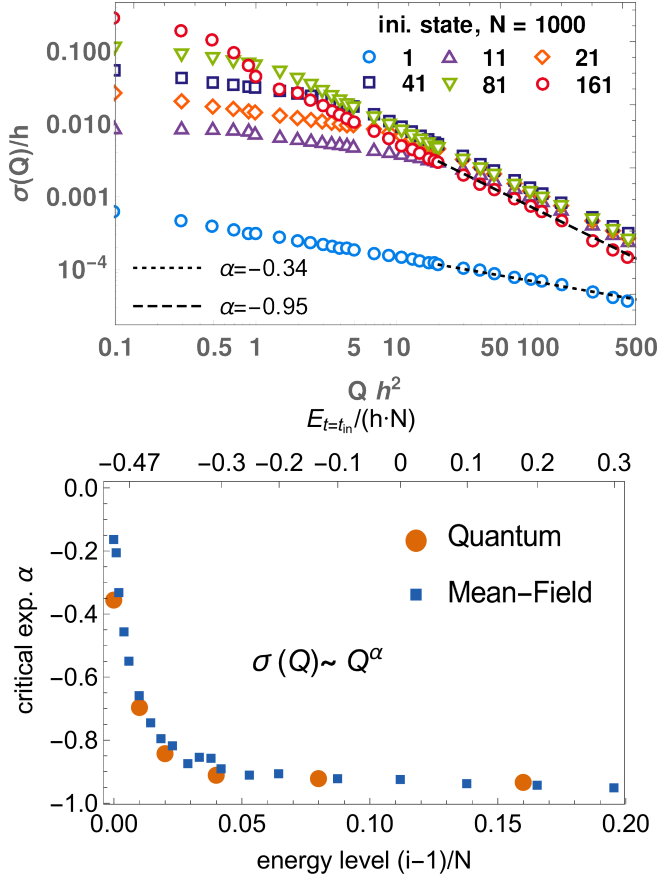 ini. state, N = 1000
1 11 21
41 81 161
0.100
0.010
0.001
10⁻⁴
σ(Q)/h
α=−0.34
α=−0.95
0.1 0.5 1 5 10 50 100 500
Q h²
E_{t=t_in}/(h·N)
−0.47 −0.3 −0.2 −0.1 0 0.1 0.2 0.3
0.0
−0.2
−0.4
−0.6
−0.8
−1.0
critical exp. α
Quantum
Mean−Field
σ (Q)~ Q^α
0.00 0.05 0.10 0.15 0.20
energy level (i−1)/N